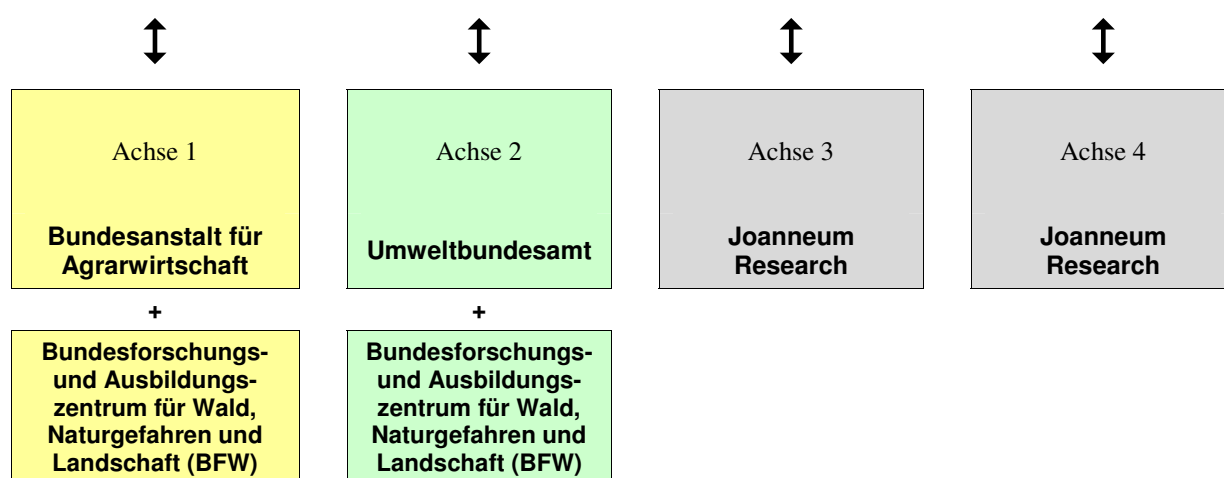 Achse 1
Bundesanstalt für
Agrarwirtschaft
+
Bundesforschungs-
und Ausbildungs-
zentrum für Wald,
Naturgefahren und
Landschaft (BFW)
Achse 2
Umweltbundesamt
+
Bundesforschungs-
und Ausbildungs-
zentrum für Wald,
Naturgefahren und
Landschaft (BFW)
Achse 3
Joanneum
Research
Achse 4
Joanneum
Research